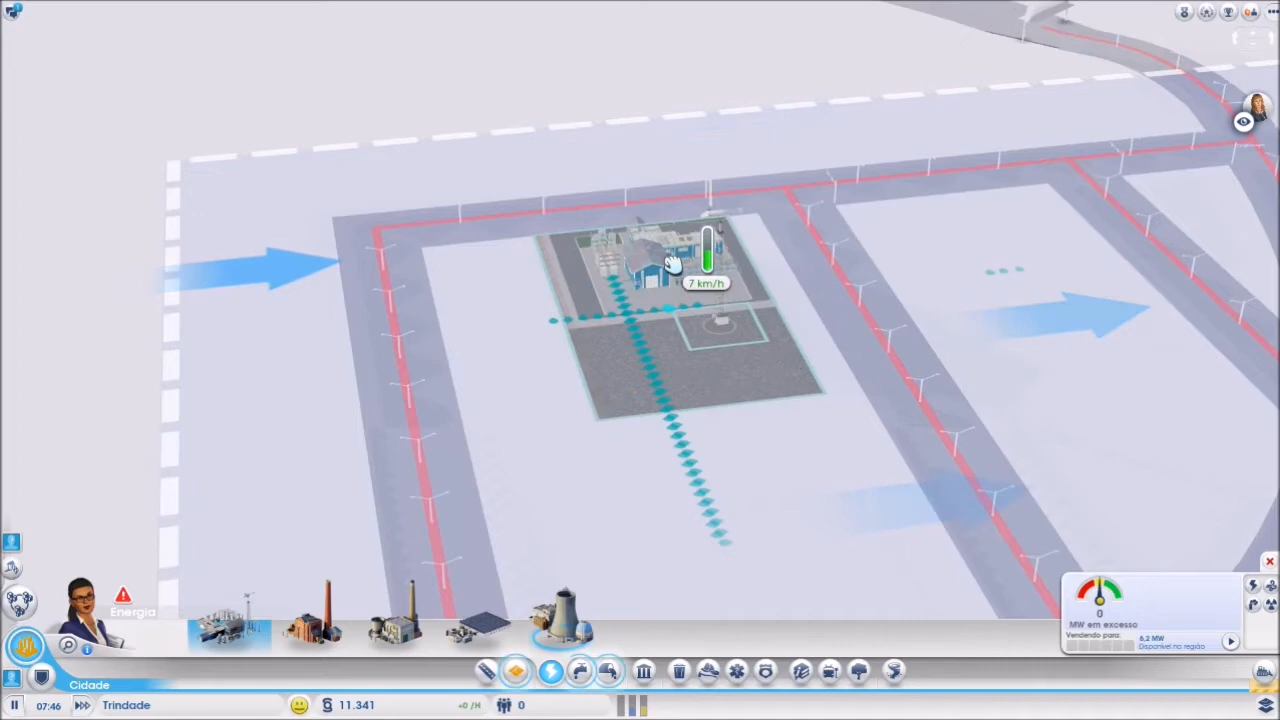 7 km/h
Energia
0
MW em excesso
Vendendo para:
6,2 MW
Disponível na região
Cidade
07:46
Trindade
11.341
+0 /H
0